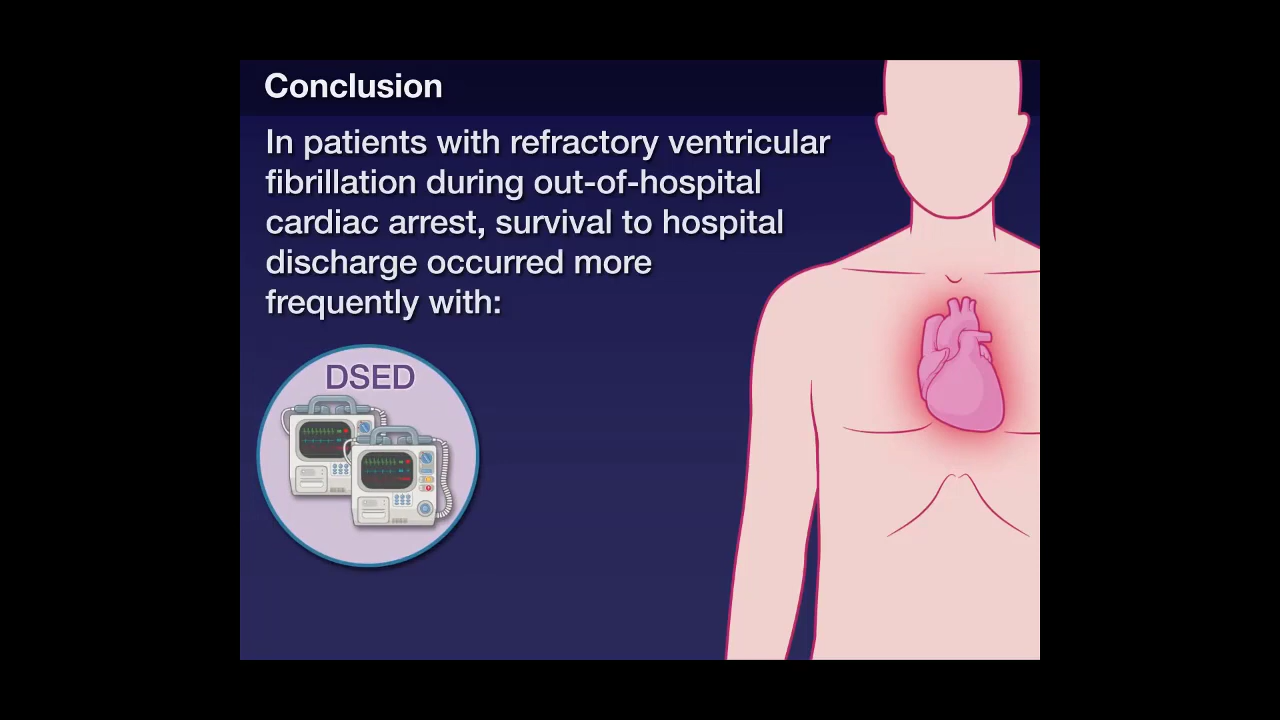 Conclusion
In patients with refractory ventricular
fibrillation during out-of-hospital
cardiac arrest, survival to hospital
discharge occurred more
frequently with:
DSED